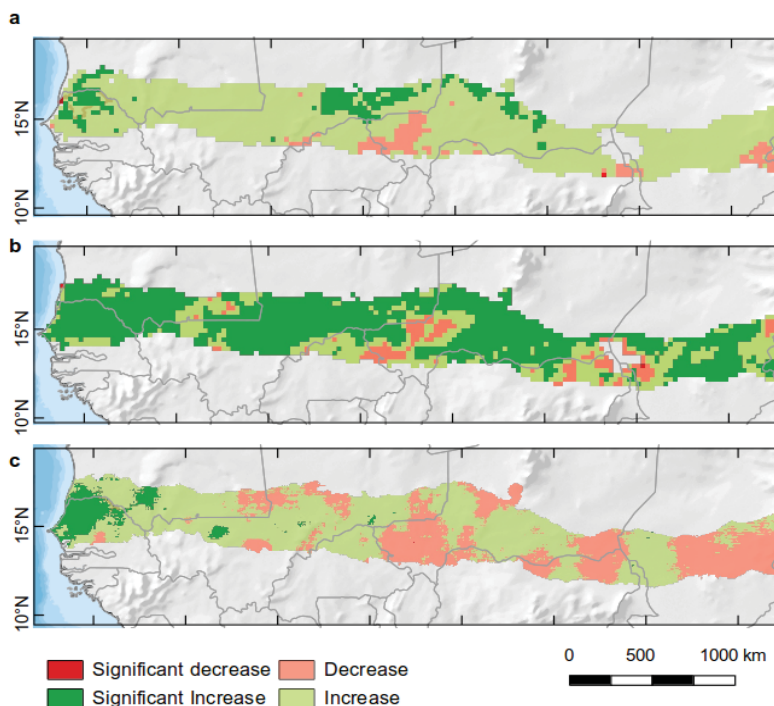 a
15°N
10°N
b
15°N
10°N
c
15°N
10°N
Significant decrease
Decrease
0 500 1000 km
Significant Increase
Increase